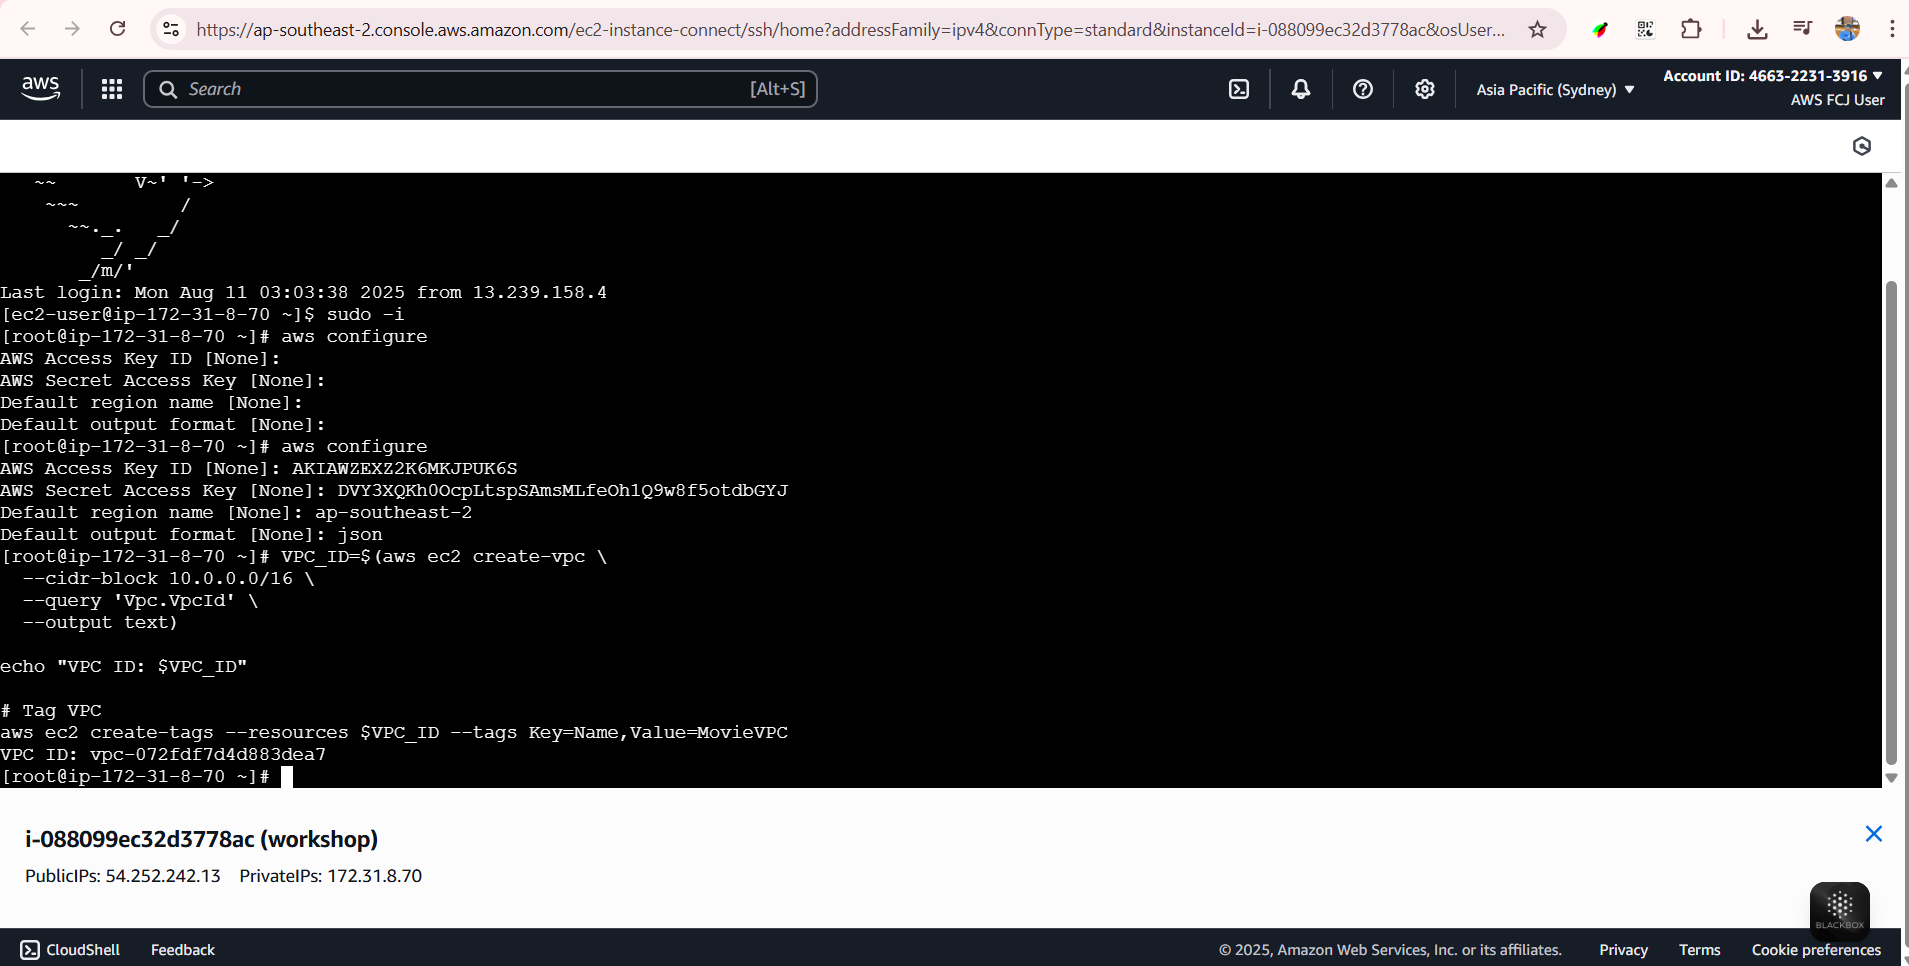 https://ap-southeast-2.console.aws.amazon.com/ec2-instance-connect/ssh/home?addressFamily=ipv4&connType=standard&instanceId=i-088099ec32d3778ac&osUser...
aws
Search
[Alt+S]
Asia Pacific (Sydney)
Account ID: 4663-2231-3916
AWS FCJ User
~~       V~' '->
~~~         /
~~._.   _/
_/ _/
_/m/'
Last login: Mon Aug 11 03:03:38 2025 from 13.239.158.4
[ec2-user@ip-172-31-8-70 ~]$ sudo -i
[root@ip-172-31-8-70 ~]# aws configure
AWS Access Key ID [None]:
AWS Secret Access Key [None]:
Default region name [None]:
Default output format [None]:
[root@ip-172-31-8-70 ~]# aws configure
AWS Access Key ID [None]: AKIAWZEXZ2K6MKJPUK6S
AWS Secret Access Key [None]: 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
Default region name [None]: ap-southeast-2
Default output format [None]: json
[root@ip-172-31-8-70 ~]# VPC_ID=$(aws ec2 create-vpc \
--cidr-block 10.0.0.0/16 \
--query 'Vpc.VpcId' \
--output text)
echo "VPC ID: $VPC_ID"
# Tag VPC
aws ec2 create-tags --resources $VPC_ID --tags Key=Name,Value=MovieVPC
VPC ID: vpc-072fdf7d4d883dea7
[root@ip-172-31-8-70 ~]#
i-088099ec32d3778ac (workshop)
PublicIPs: 54.252.242.13   PrivateIPs: 172.31.8.70
BLACKBOX
CloudShell
Feedback
© 2025, Amazon Web Services, Inc. or its affiliates.
Privacy
Terms
Cookie preferences